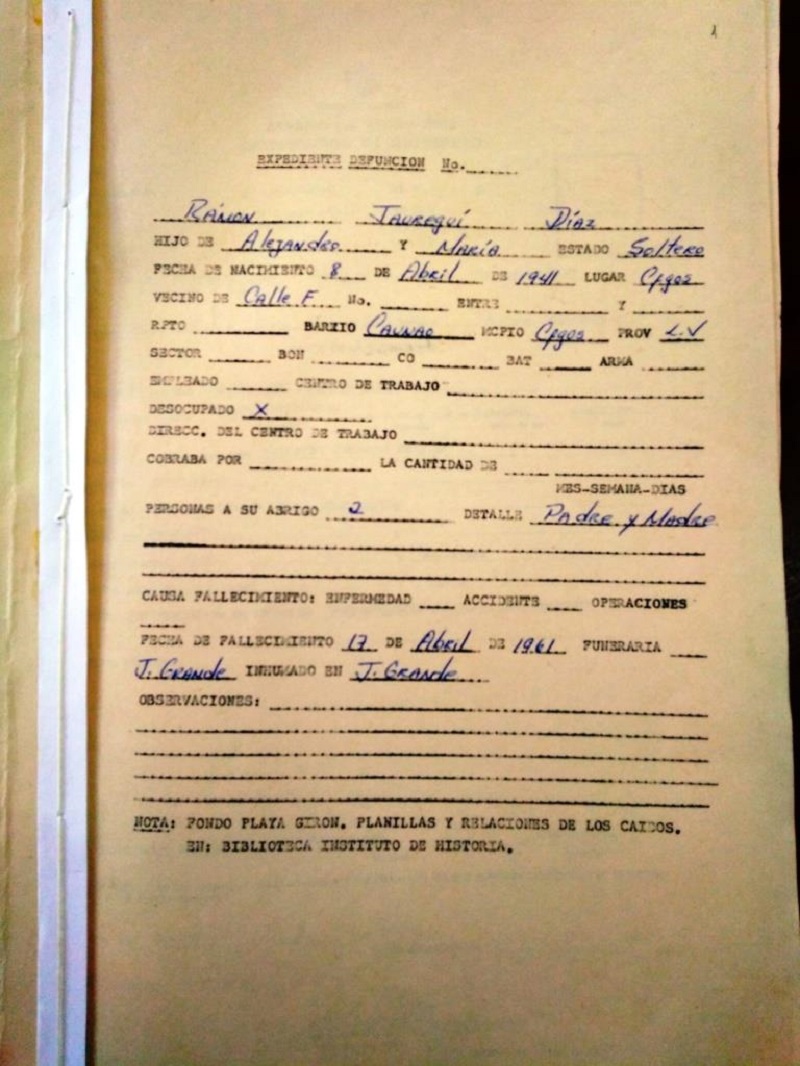 1
EXPEDIENTE DEFUNCION No.
Rámon Jauregui Díaz
HIJO DE Alejandro Y María ESTADO Soltero
FECHA DE NACIMIENTO 8 DE Abril DE 1941 LUGAR Cfgos
VECINO DE Calle F. No. ENTRE Y
RPTO BARRIO Caunao MCPIO Cfgos PROV L.V
SECTOR BON CO BAT ARMA
EMPLEADO CENTRO DE TRABAJO
DESOCUPADO X
DIRECC. DEL CENTRO DE TRABAJO
COBRABA POR LA CANTIDAD DE
MES-SEMANA-DIAS
PERSONAS A SU ABRIGO 2 DETALLE Padre y Madre
CAUSA FALLECIMIENTO: ENFERMEDAD ACCIDENTE OPERACIONES
FECHA DE FALLECIMIENTO 17 DE Abril DE 1961 FUNERARIA
J. Grande INHUMADO EN J. Grande
OBSERVACIONES:
NOTA: FONDO PLAYA GIRON. PLANILLAS Y RELACIONES DE LOS CAIDOS.
EN: BIBLIOTECA INSTITUTO DE HISTORIA.